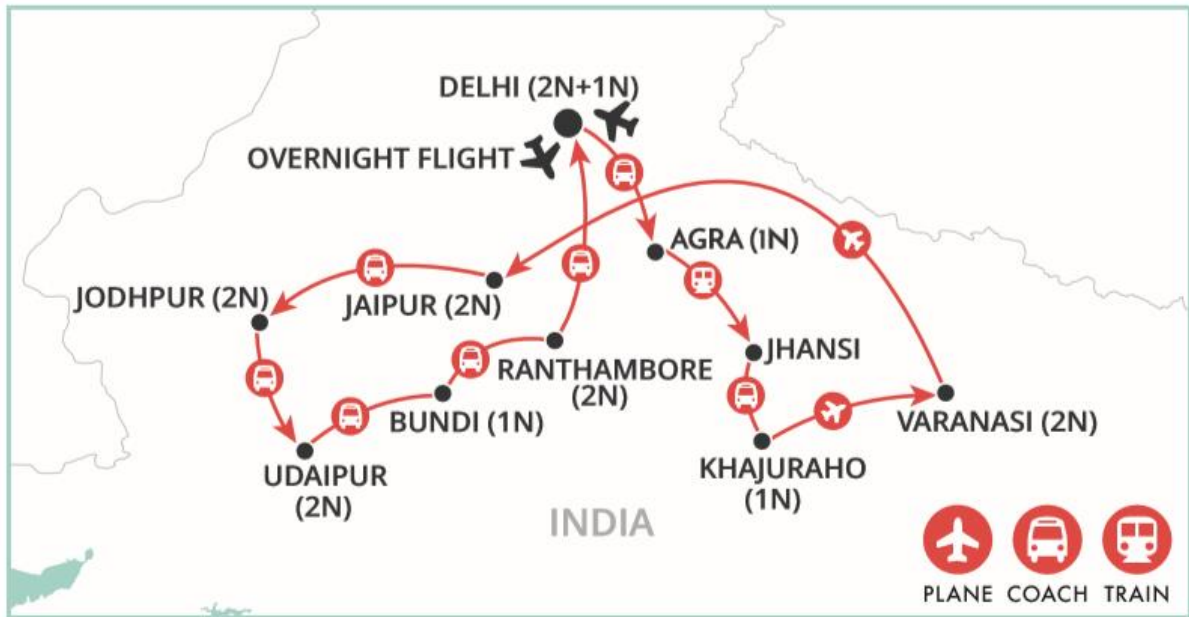 DELHI (2N+1N)
OVERNIGHT FLIGHT
AGRA (1N)
JODHPUR (2N)
JAIPUR (2N)
JHANSI
RANTHAMBORE
(2N)
BUNDI (1N)
VARANASI (2N)
UDAIPUR
(2N)
KHAJURAHO
(1N)
INDIA
PLANE COACH TRAIN